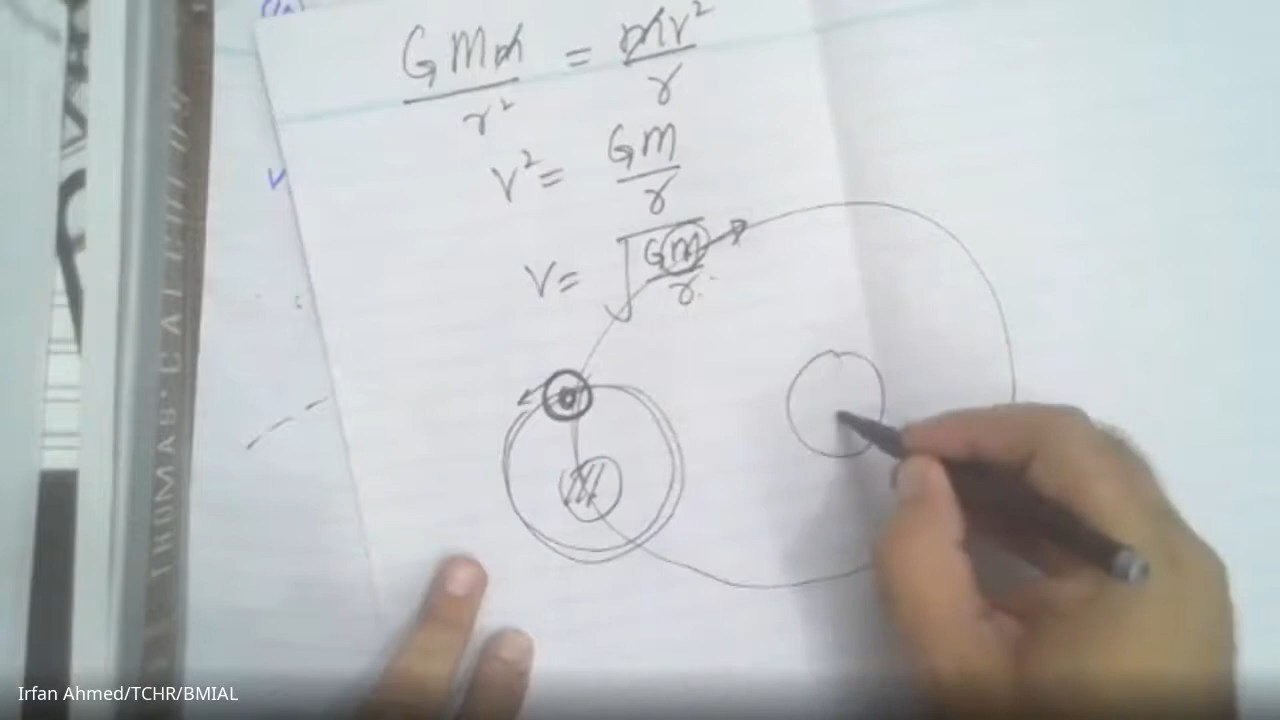 GMm/r² = mv²/r
v² = GM/r
v = √(GM/r)
v
THOMAS' CALCULUS
Irfan Ahmed/TCHR/BMIAL